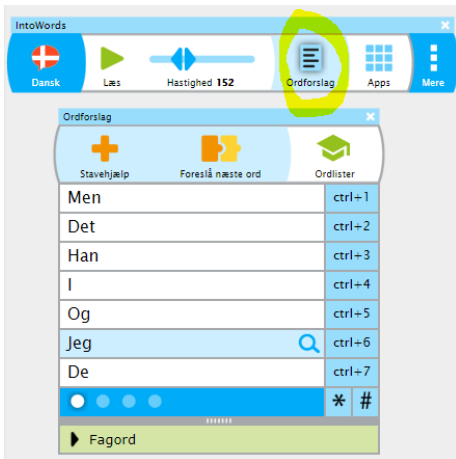 IntoWords
Dansk Læs Hastighed 152 Ordforslag Apps Mere
Ordforslag
Stavehjælp Foreslå næste ord Ordlister
Men ctrl+1
Det ctrl+2
Han ctrl+3
I ctrl+4
Og ctrl+5
Jeg ctrl+6
De ctrl+7
* #
Fagord